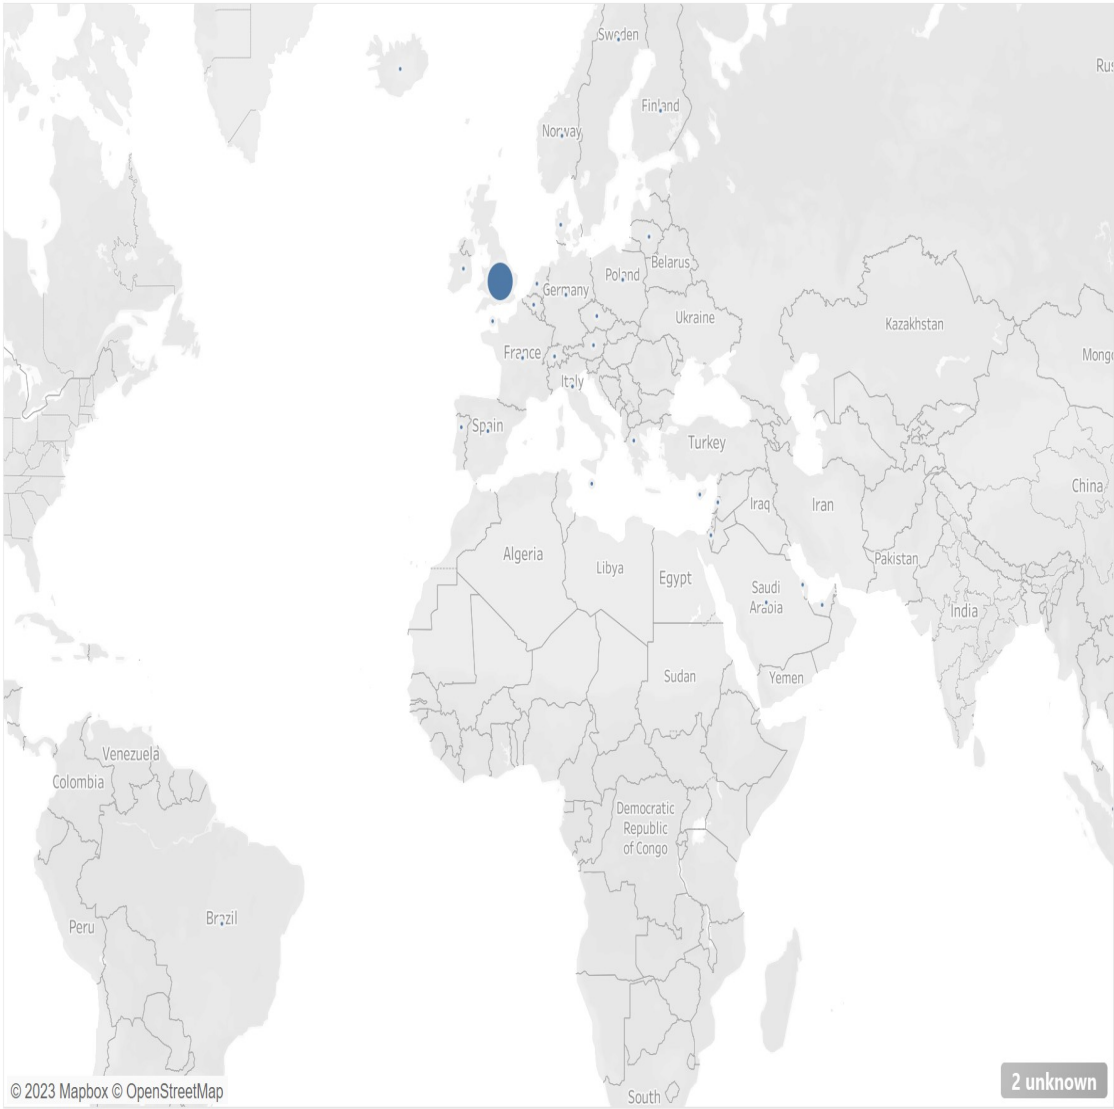 Sweden
Rus
Finland
Norway
Belarus
Poland
Germany
Ukraine
Kazakhstan
France
Mongo
Italy
Spain
Turkey
China
Iraq
Iran
Algeria
Libya
Egypt
Pakistan
Saudi
Arabia
India
Sudan
Yemen
Venezuela
Colombia
Democratic
Republic
of Congo
Brazil
Peru
South
© 2023 Mapbox © OpenStreetMap
2 unknown